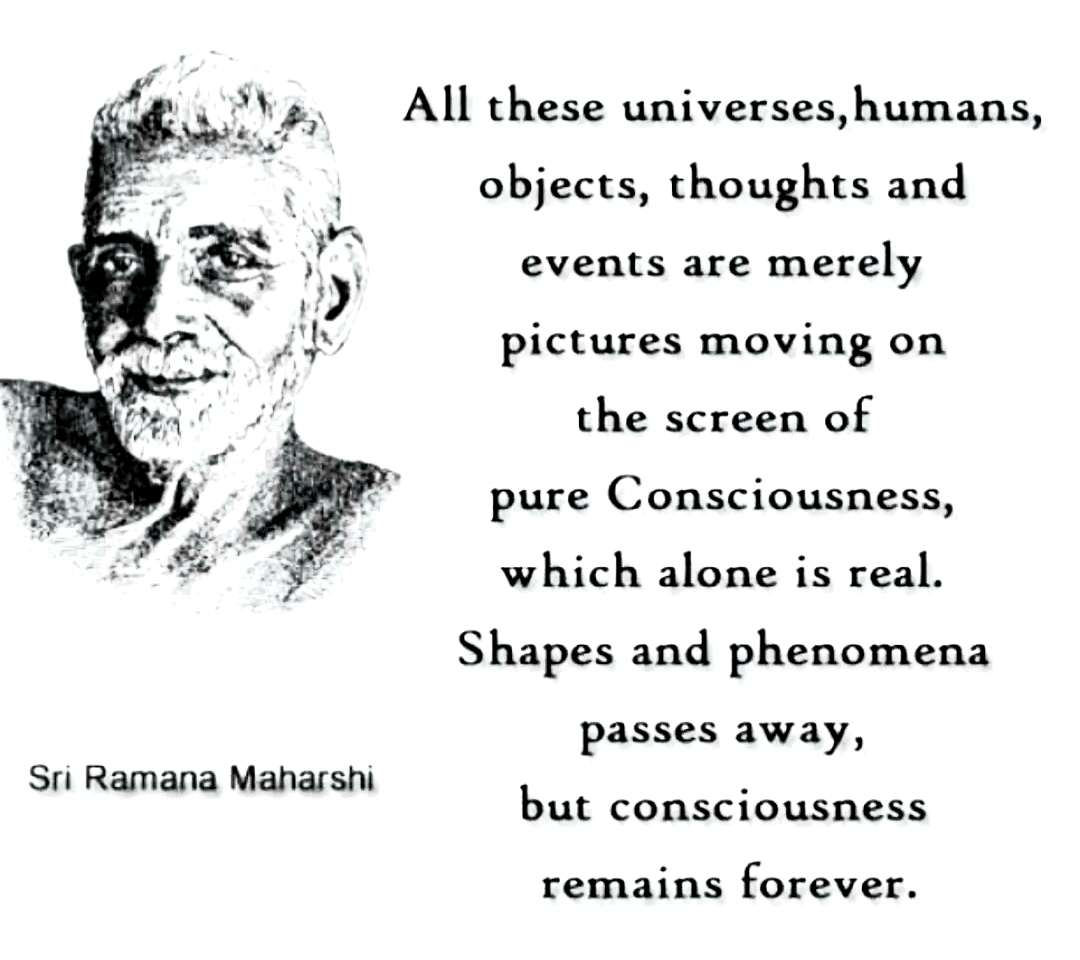 All these universes,humans,
objects, thoughts and
events are merely
pictures moving on
the screen of
pure Consciousness,
which alone is real.
Shapes and phenomena
passes away,
but consciousness
remains forever.
Sri Ramana Maharshi